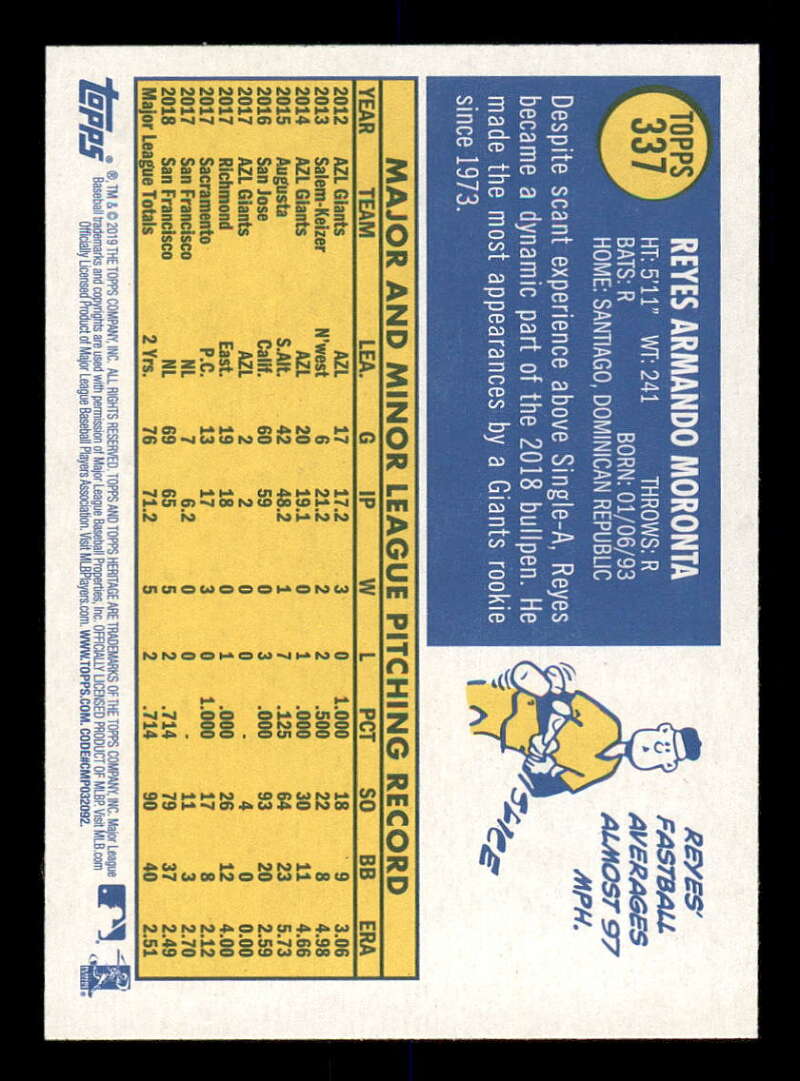 TOPPS
337
REYES ARMANDO MORONTA
HT: 5'11" WT: 241 THROWS: R
BATS: R BORN: 01/06/93
HOME: SANTIAGO, DOMINICAN REPUBLIC
Despite scant experience above Single-A, Reyes
became a dynamic part of the 2018 bullpen. He
made the most appearances by a Giants rookie
since 1973.
REYES'
FASTBALL
AVERAGES
ALMOST 97
MPH.
MAJOR AND MINOR LEAGUE PITCHING RECORD
YEAR TEAM LEA. G IP W L PCT SO BB ERA
2012 AZL Giants AZL 17 17.2 3 0 1.000 18 9 3.06
2013 Salem-Keizer N'west 6 21.2 2 2 .500 22 8 4.98
2014 AZL Giants AZL 20 19.1 0 1 .000 30 11 4.66
2015 Augusta S.Atl. 42 48.2 1 7 .125 64 23 5.73
2016 San Jose Calif. 60 59 0 3 .000 93 20 2.59
2017 AZL Giants AZL 2 2 0 0 - 4 0 0.00
2017 Richmond East. 19 18 0 1 .000 26 12 4.00
2017 Sacramento P.C. 13 17 3 0 1.000 17 8 2.12
2017 San Francisco NL 7 6.2 0 0 - 11 3 2.70
2018 San Francisco NL 69 65 5 2 .714 79 37 2.49
Major League Totals 2 Yrs. 76 71.2 5 2 .714 90 40 2.51
topps
®, TM & © 2019 THE TOPPS COMPANY, INC. ALL RIGHTS RESERVED. TOPPS AND TOPPS HERITAGE ARE TRADEMARKS OF THE TOPPS COMPANY, INC. Major League
Baseball trademarks and copyrights are used with permission of Major League Baseball Properties, Inc. OFFICIALLY LICENSED PRODUCT OF MLBP. Visit MLB.com
Officially Licensed Product of Major League Baseball Players Association. Visit MLBPlayers.com. WWW.TOPPS.COM. CODE#CMP032092.